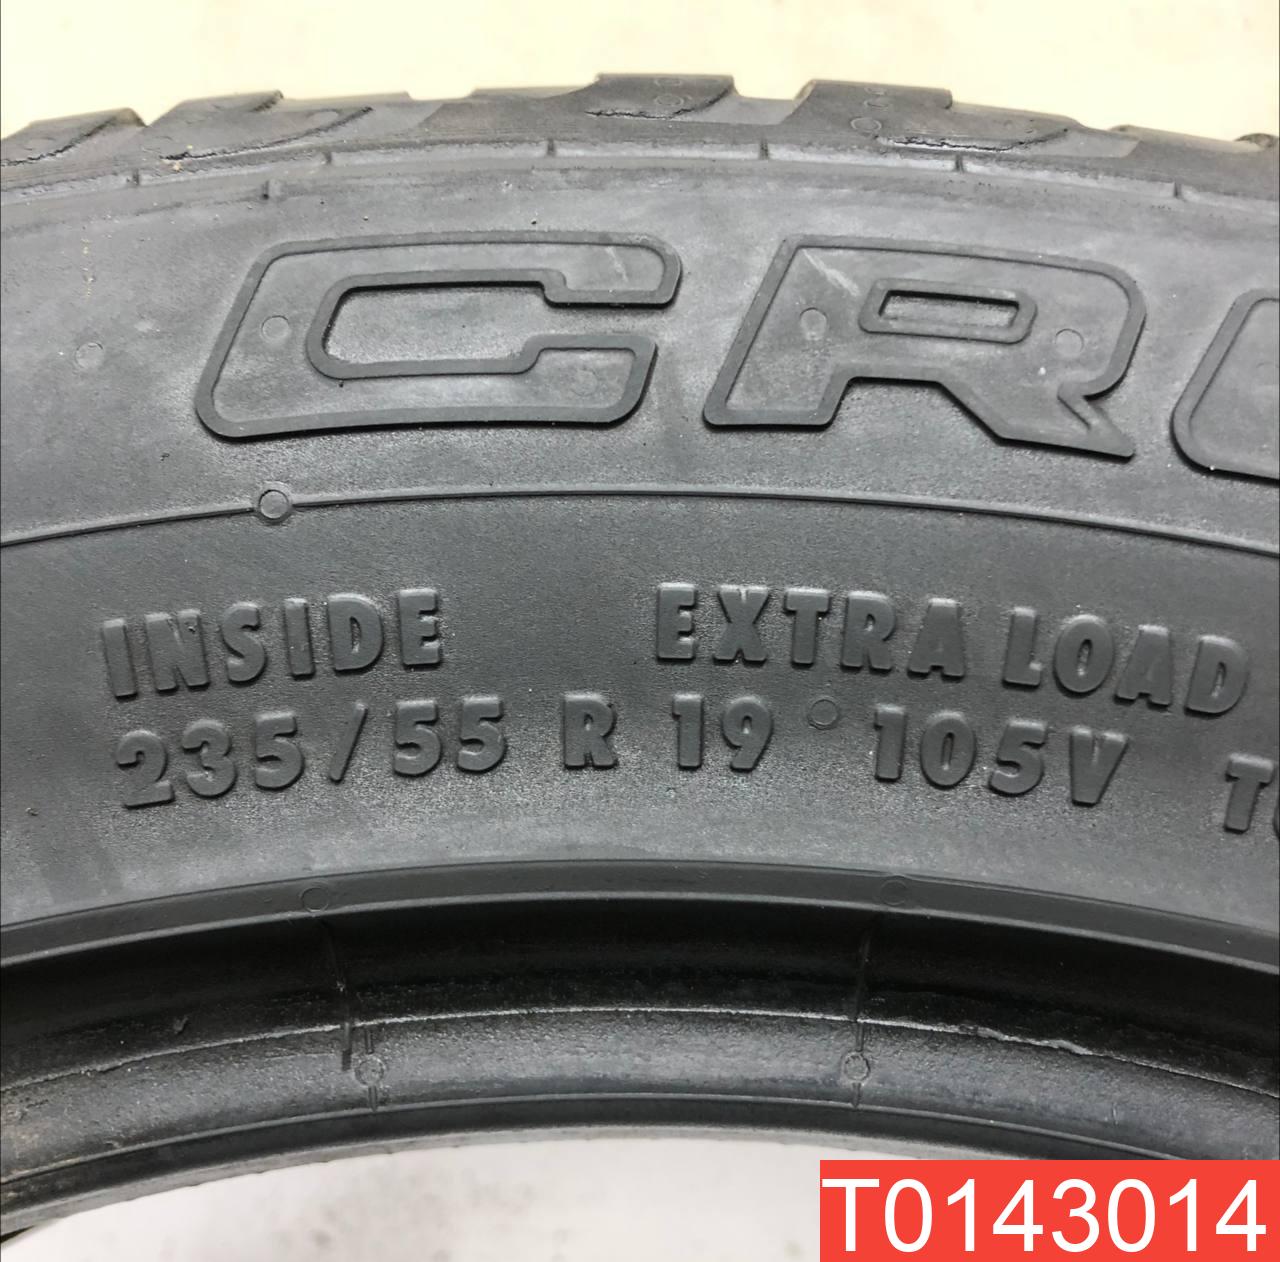 CR
INSIDE EXTRA LOAD
235/55 R 19 105V T
T0143014